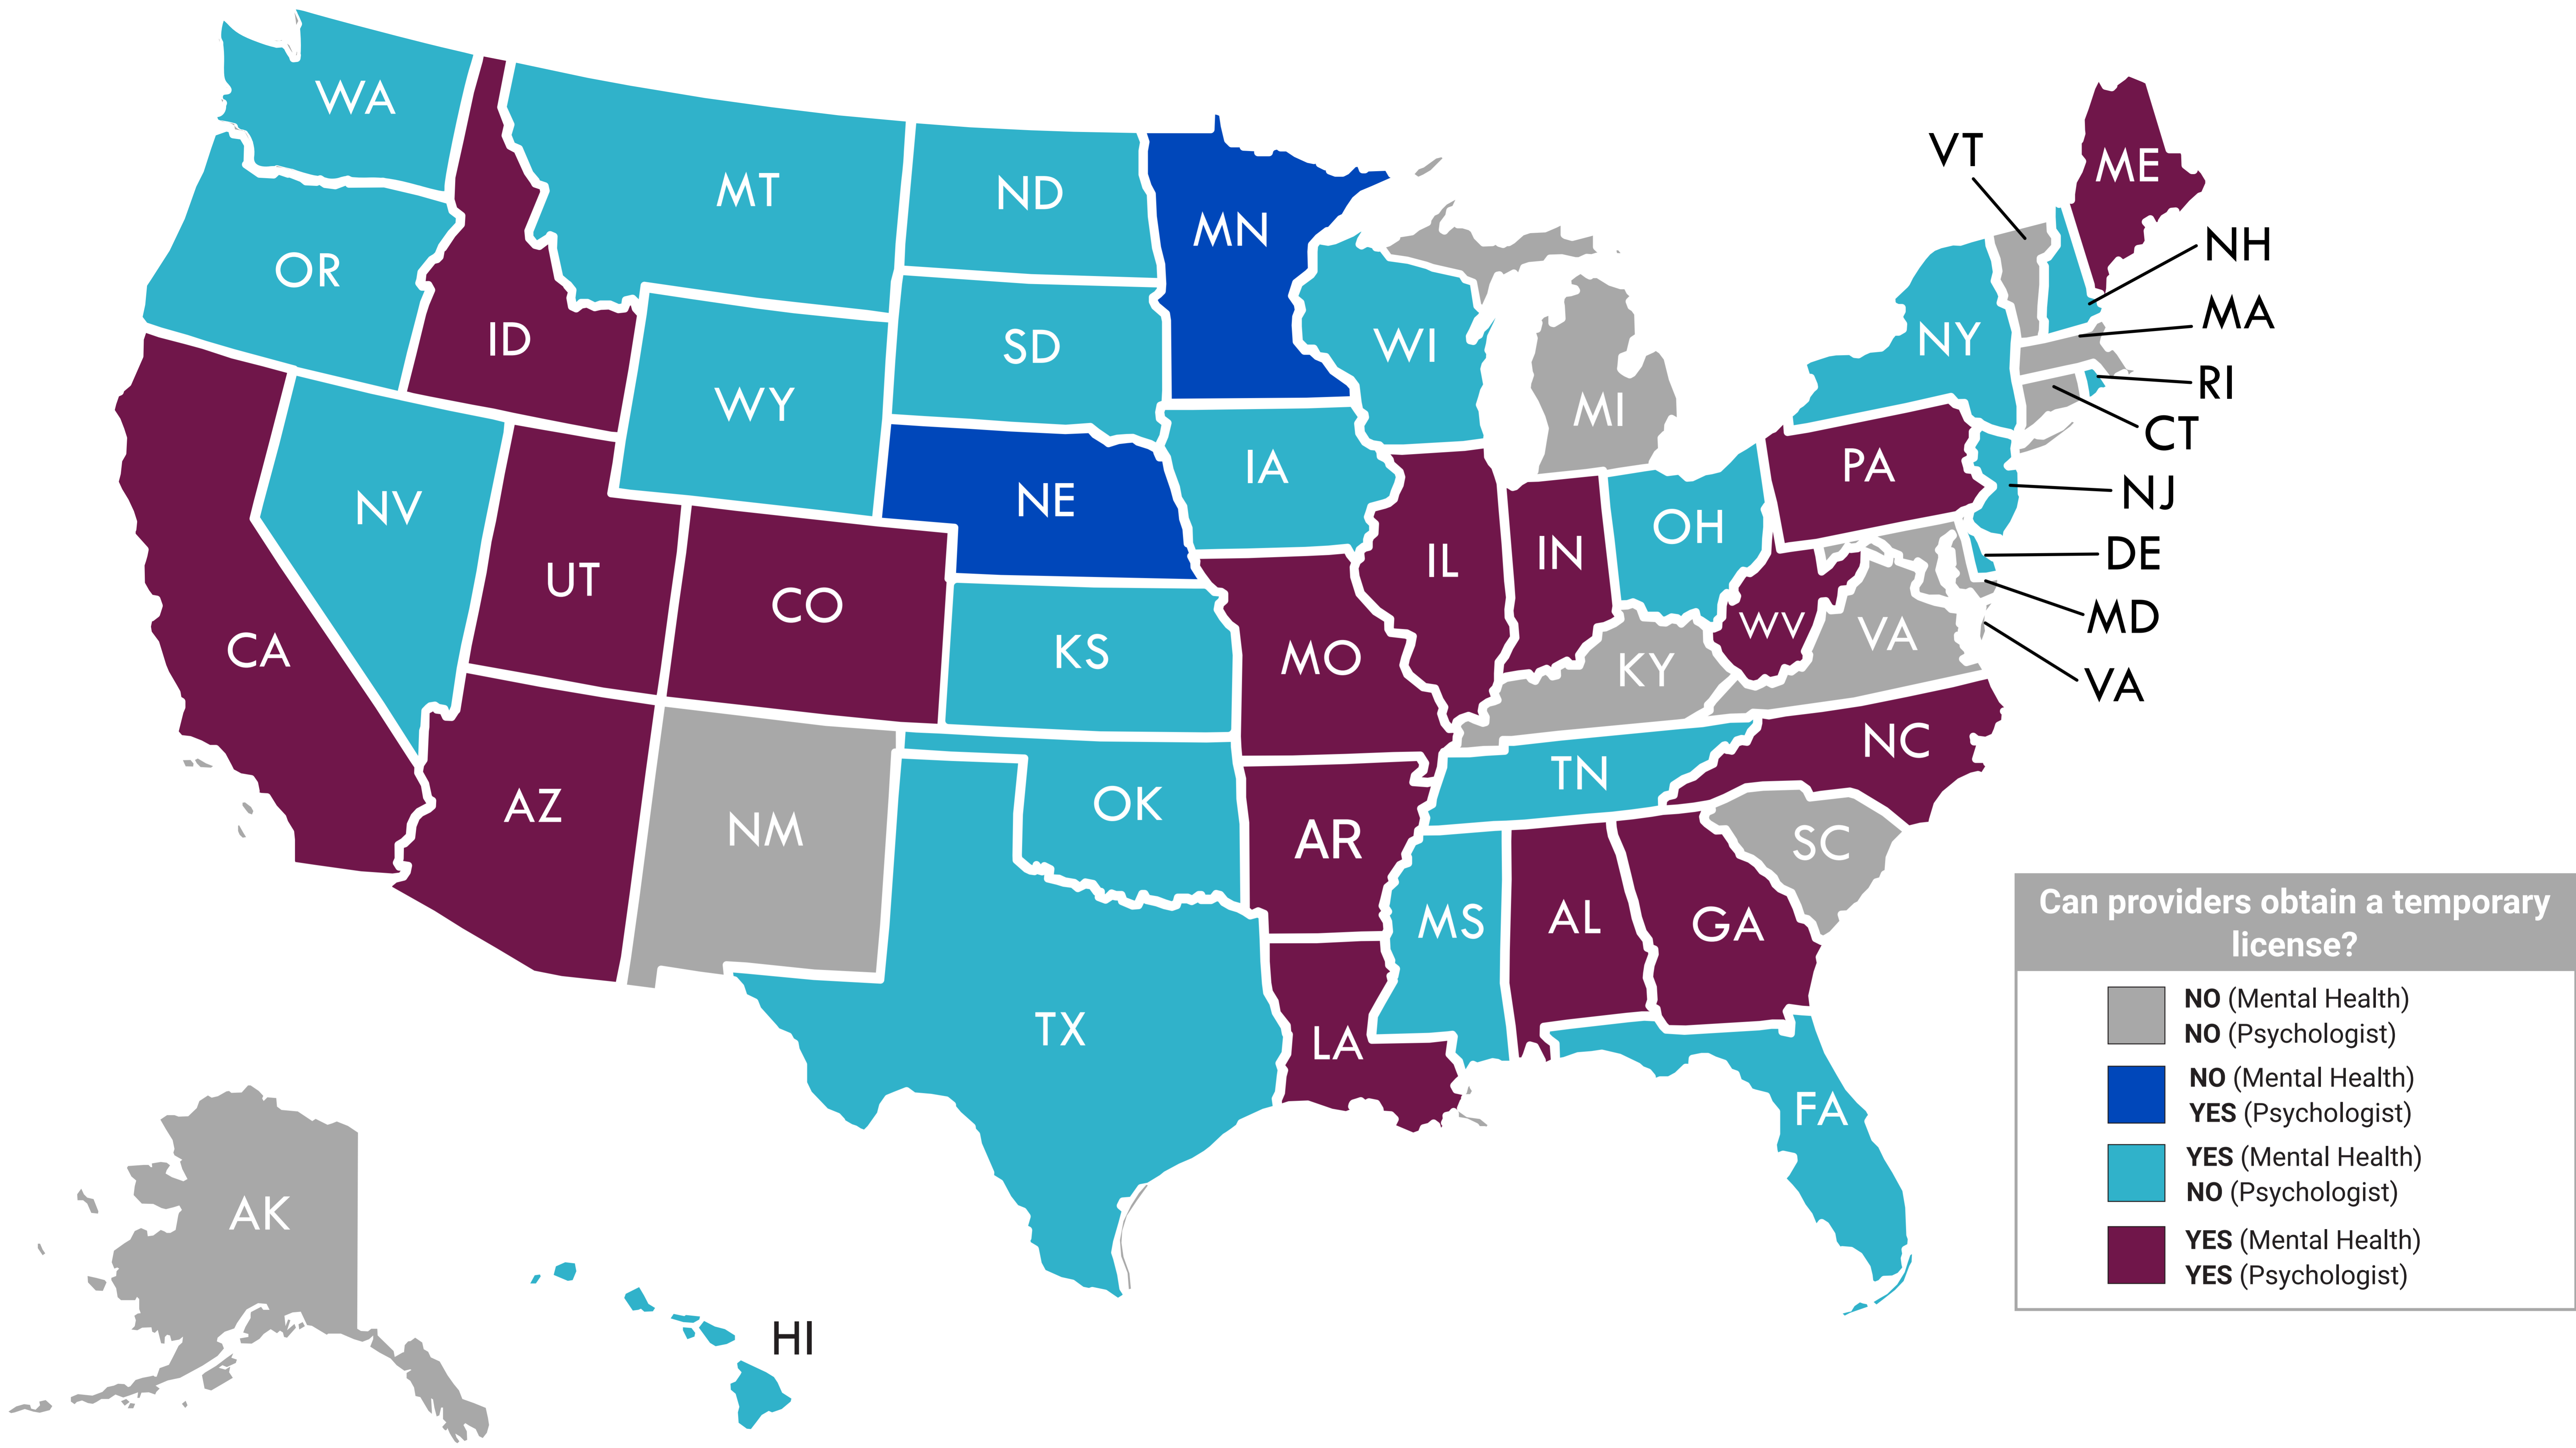 WA
MT
ND
MN
VT
ME
OR
ID
WY
SD
WI
MI
NY
NH
MA
RI
CT
NV
UT
CO
NE
IA
IL
IN
OH
PA
NJ
DE
MD
VA
CA
KS
MO
KY
WV
VA
AZ
NM
OK
AR
TN
NC
SC
TX
LA
MS
AL
GA
FA
AK
HI
Can providers obtain a temporary
license?
NO (Mental Health)
NO (Psychologist)
NO (Mental Health)
YES (Psychologist)
YES (Mental Health)
NO (Psychologist)
YES (Mental Health)
YES (Psychologist)